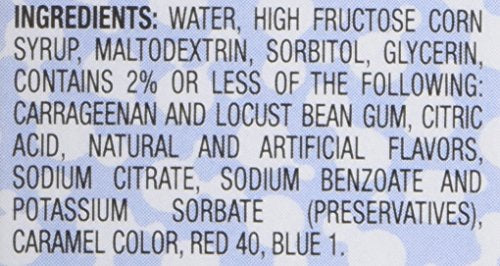 INGREDIENTS: WATER, HIGH FRUCTOSE CORN
SYRUP, MALTODEXTRIN, SORBITOL, GLYCERIN,
CONTAINS 2% OR LESS OF THE FOLLOWING:
CARRAGEENAN AND LOCUST BEAN GUM, CITRIC
ACID, NATURAL AND ARTIFICIAL FLAVORS,
SODIUM CITRATE, SODIUM BENZOATE AND
POTASSIUM SORBATE (PRESERVATIVES),
CARAMEL COLOR, RED 40, BLUE 1.